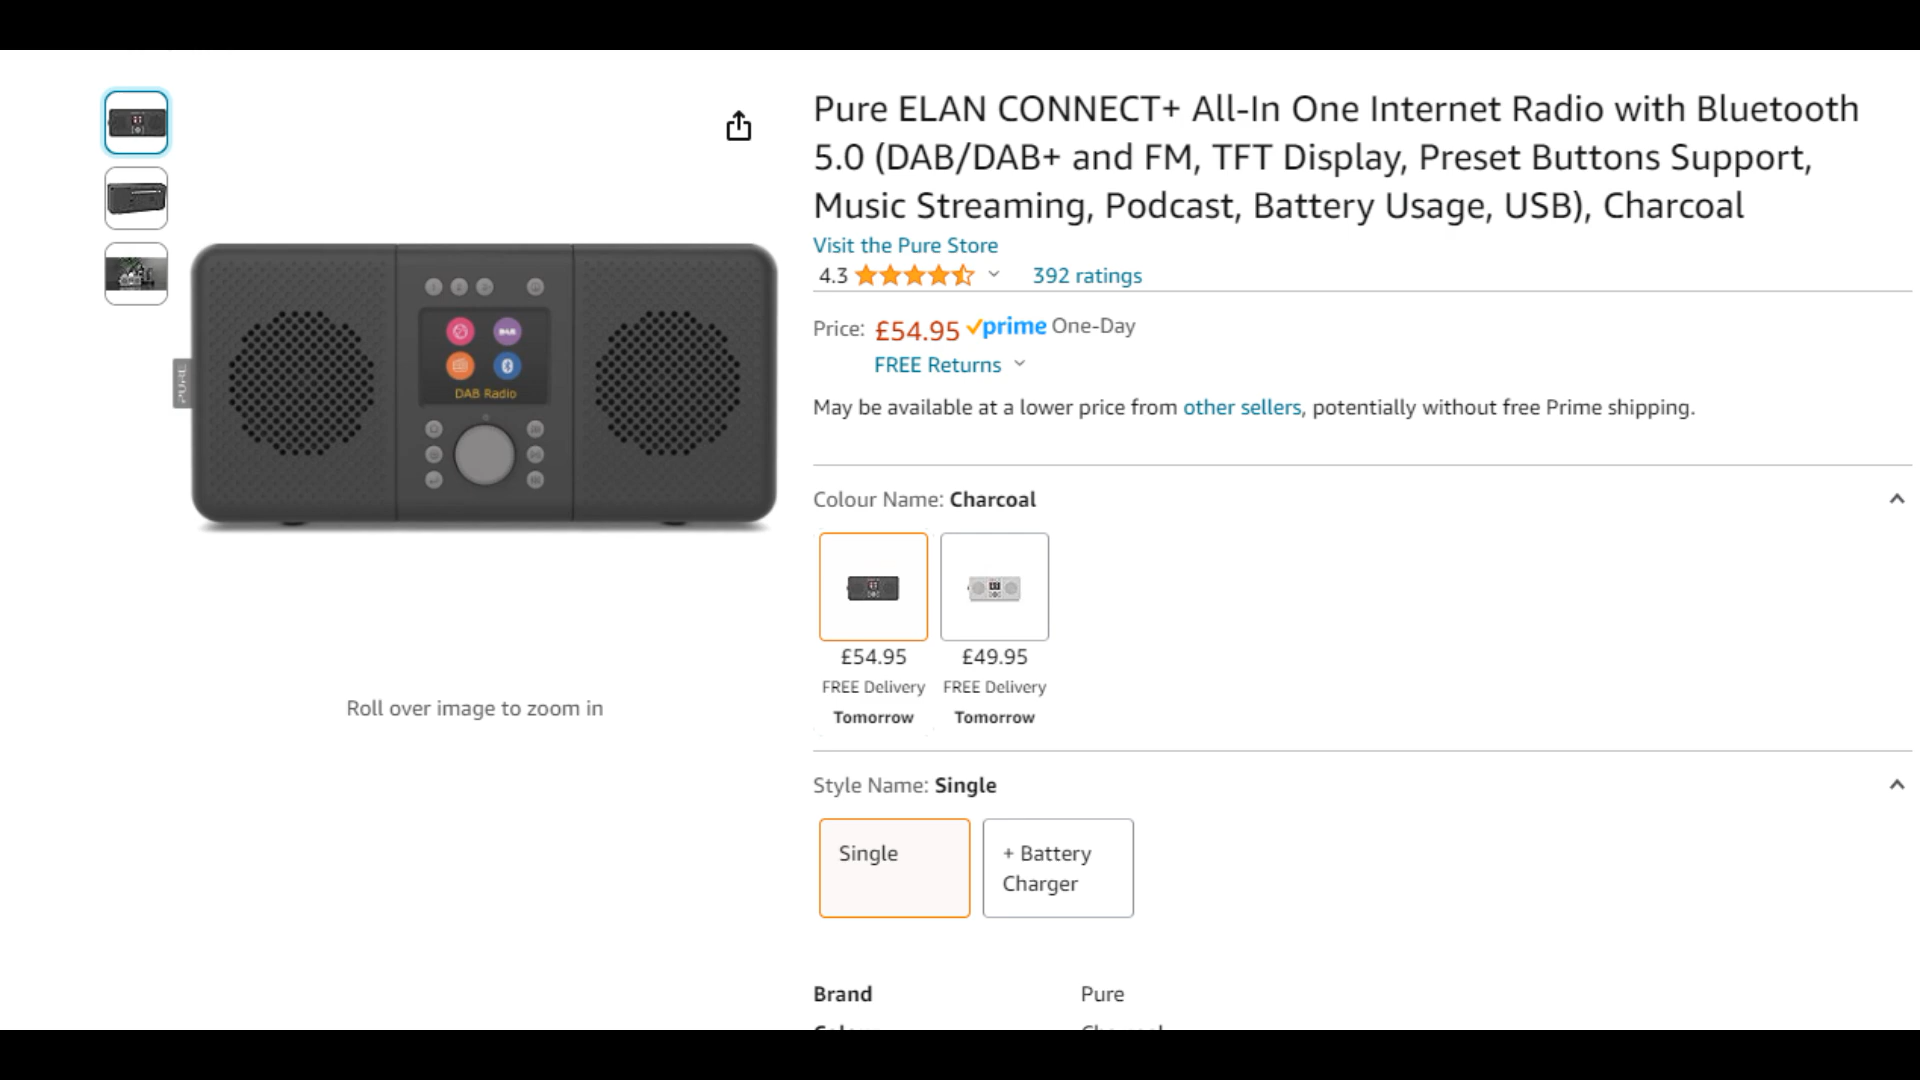 Pure ELAN CONNECT+ All-In One Internet Radio with Bluetooth
5.0 (DAB/DAB+ and FM, TFT Display, Preset Buttons Support,
Music Streaming, Podcast, Battery Usage, USB), Charcoal
Visit the Pure Store
4.3 392 ratings
Price: £54.95 prime One-Day
FREE Returns
May be available at a lower price from other sellers, potentially without free Prime shipping.
PURE
DAB
DAB Radio
Roll over image to zoom in
Colour Name: Charcoal
£54.95 £49.95
FREE Delivery FREE Delivery
Tomorrow Tomorrow
Style Name: Single
Single
+ Battery
Charger
Brand Pure